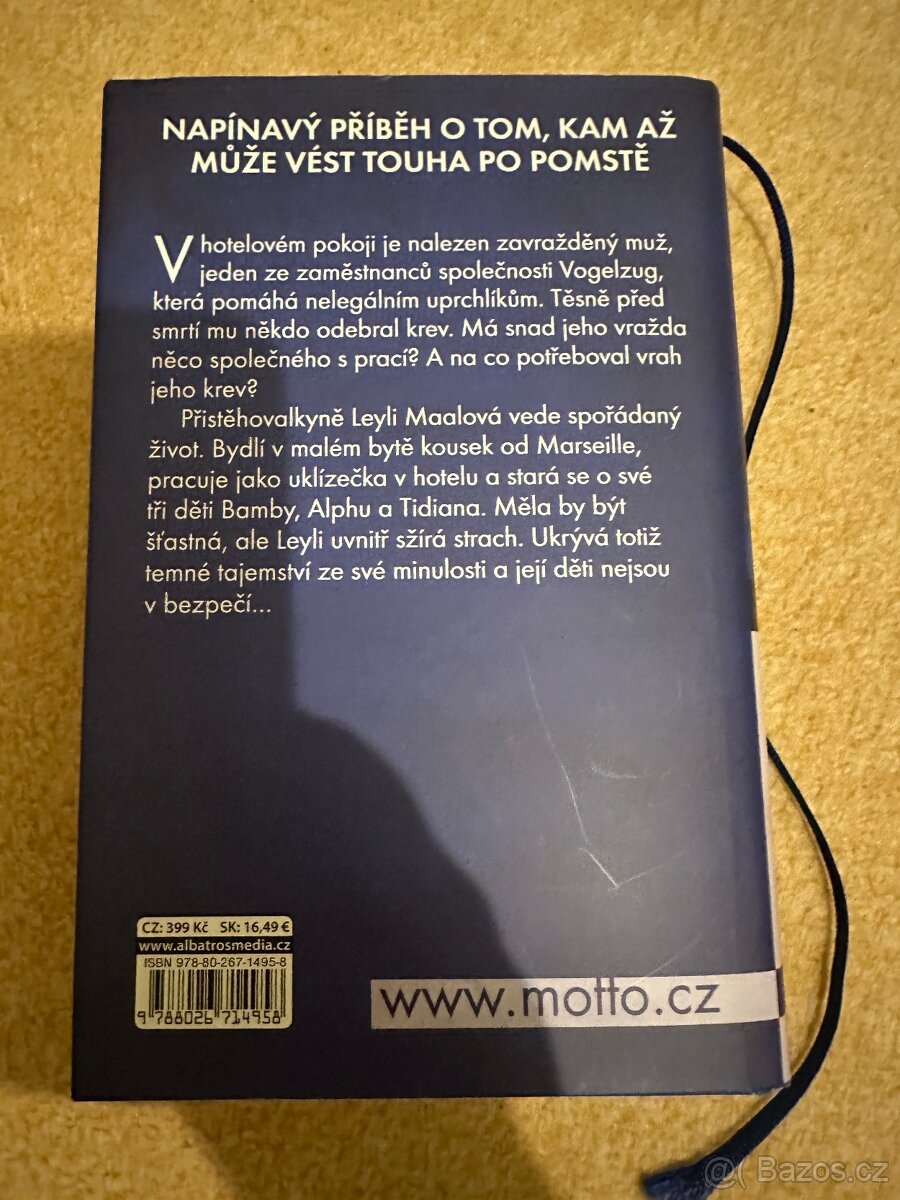 NAPÍNAVÝ PŘÍBĚH O TOM, KAM AŽ
MŮŽE VÉST TOUHA PO POMSTĚ
V hotelovém pokoji je nalezen zavražděný muž,
jeden ze zaměstnanců společnosti Vogelzug,
která pomáhá nelegálním uprchlíkům. Těsně před
smrtí mu někdo odebral krev. Má snad jeho vražda
něco společného s prací? A na co potřeboval vrah
jeho krev?
Přistěhovalkyně Leyli Maalová vede spořádaný
život. Bydlí v malém bytě kousek od Marseille,
pracuje jako uklízečka v hotelu a stará se o své
tři děti Bamby, Alphu a Tidiana. Měla by být
šťastná, ale Leyli uvnitř sžírá strach. Ukrývá totiž
temné tajemství ze své minulosti a její děti nejsou
v bezpečí...
CZ: 399 Kč SK: 16,49 €
www.albatrosmedia.cz
ISBN 978-80-267-1495-8
9 788026 714958
www.motto.cz
Bazos.cz